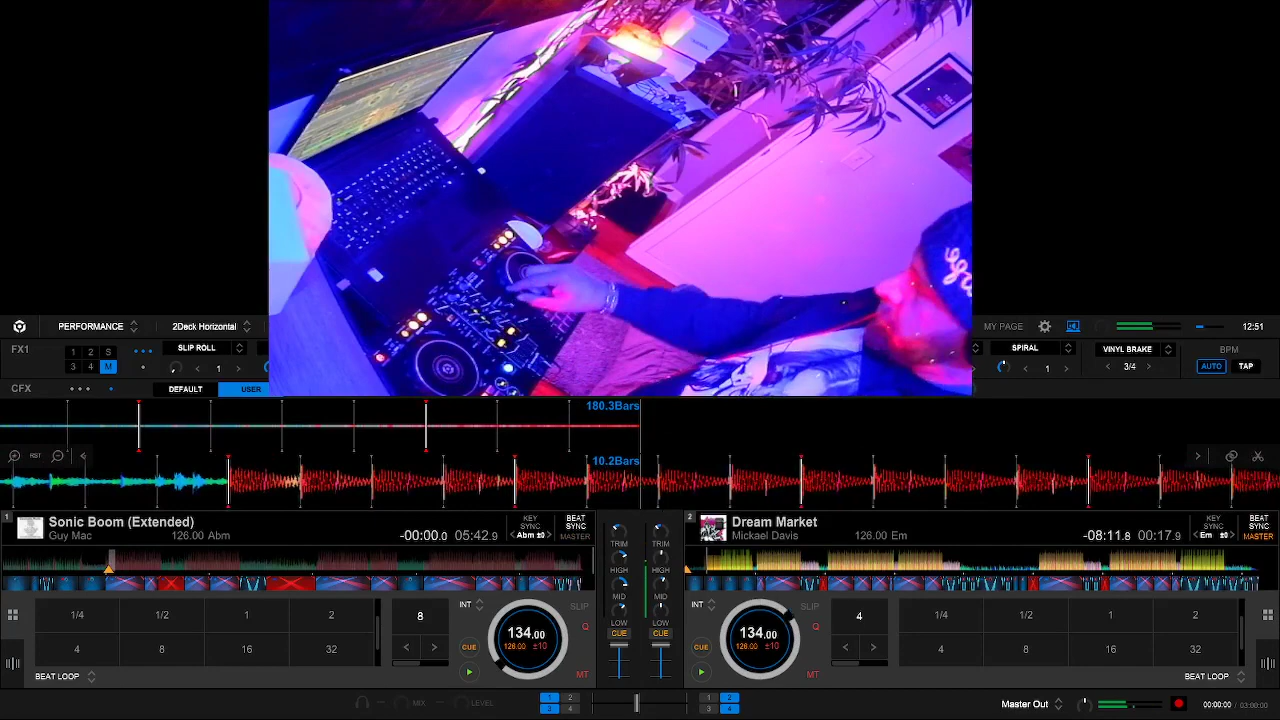 PERFORMANCE 2Deck Horizontal MY PAGE 12:51
FX1 1 2 S SLIP ROLL SPIRAL VINYL BRAKE BPM
3 4 M 1 1 3/4 AUTO TAP
CFX DEFAULT USER
180.3Bars
RST 10.2Bars
1 Sonic Boom (Extended) KEY SYNC BEAT SYNC 2 Dream Market KEY SYNC BEAT SYNC
Guy Mac 126.00 Abm -00:00.0 05:42.9 Abm ±0 MASTER Mickael Davis 126.00 Em -08:11.8 00:17.9 Em ±0 MASTER
TRIM TRIM
HIGH HIGH
MID MID
LOW LOW
1/4 1/2 1 2 8 INT SLIP INT SLIP 4 1/4 1/2 1 2
134.00 Q CUE CUE 134.00 Q
4 8 16 32 CUE 126.00 ±10 CUE 126.00 ±10 4 8 16 32
BEAT LOOP MT MT BEAT LOOP
MIX LEVEL 1 2 3 4 1 2 3 4 Master Out 00:00:00 / 03:00:00